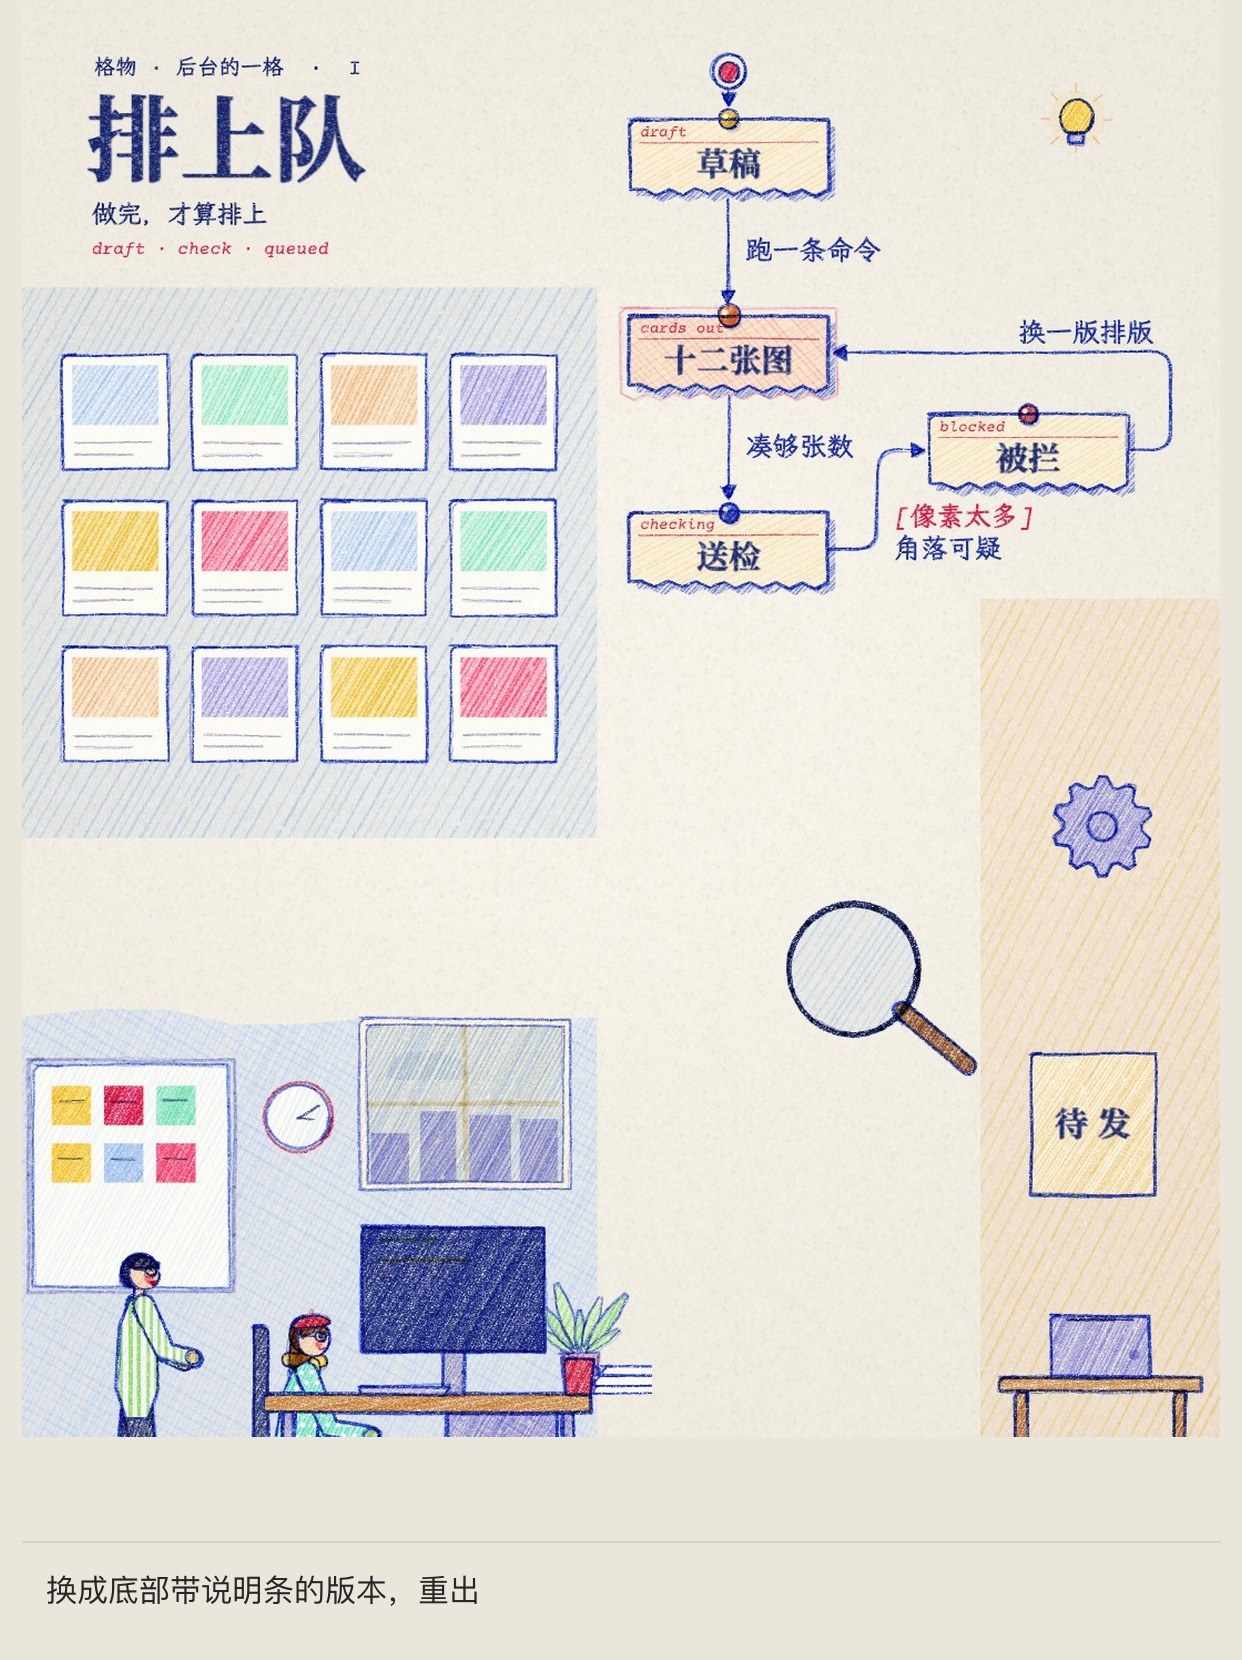 格物 · 后台的一格 · I
排上队
做完，才算排上
draft · check · queued
draft
草稿
跑一条命令
cards out
十二张图
换一版排版
凑够张数
blocked
被拦
checking
送检
[像素太多]
角落可疑
待发
换成底部带说明条的版本，重出